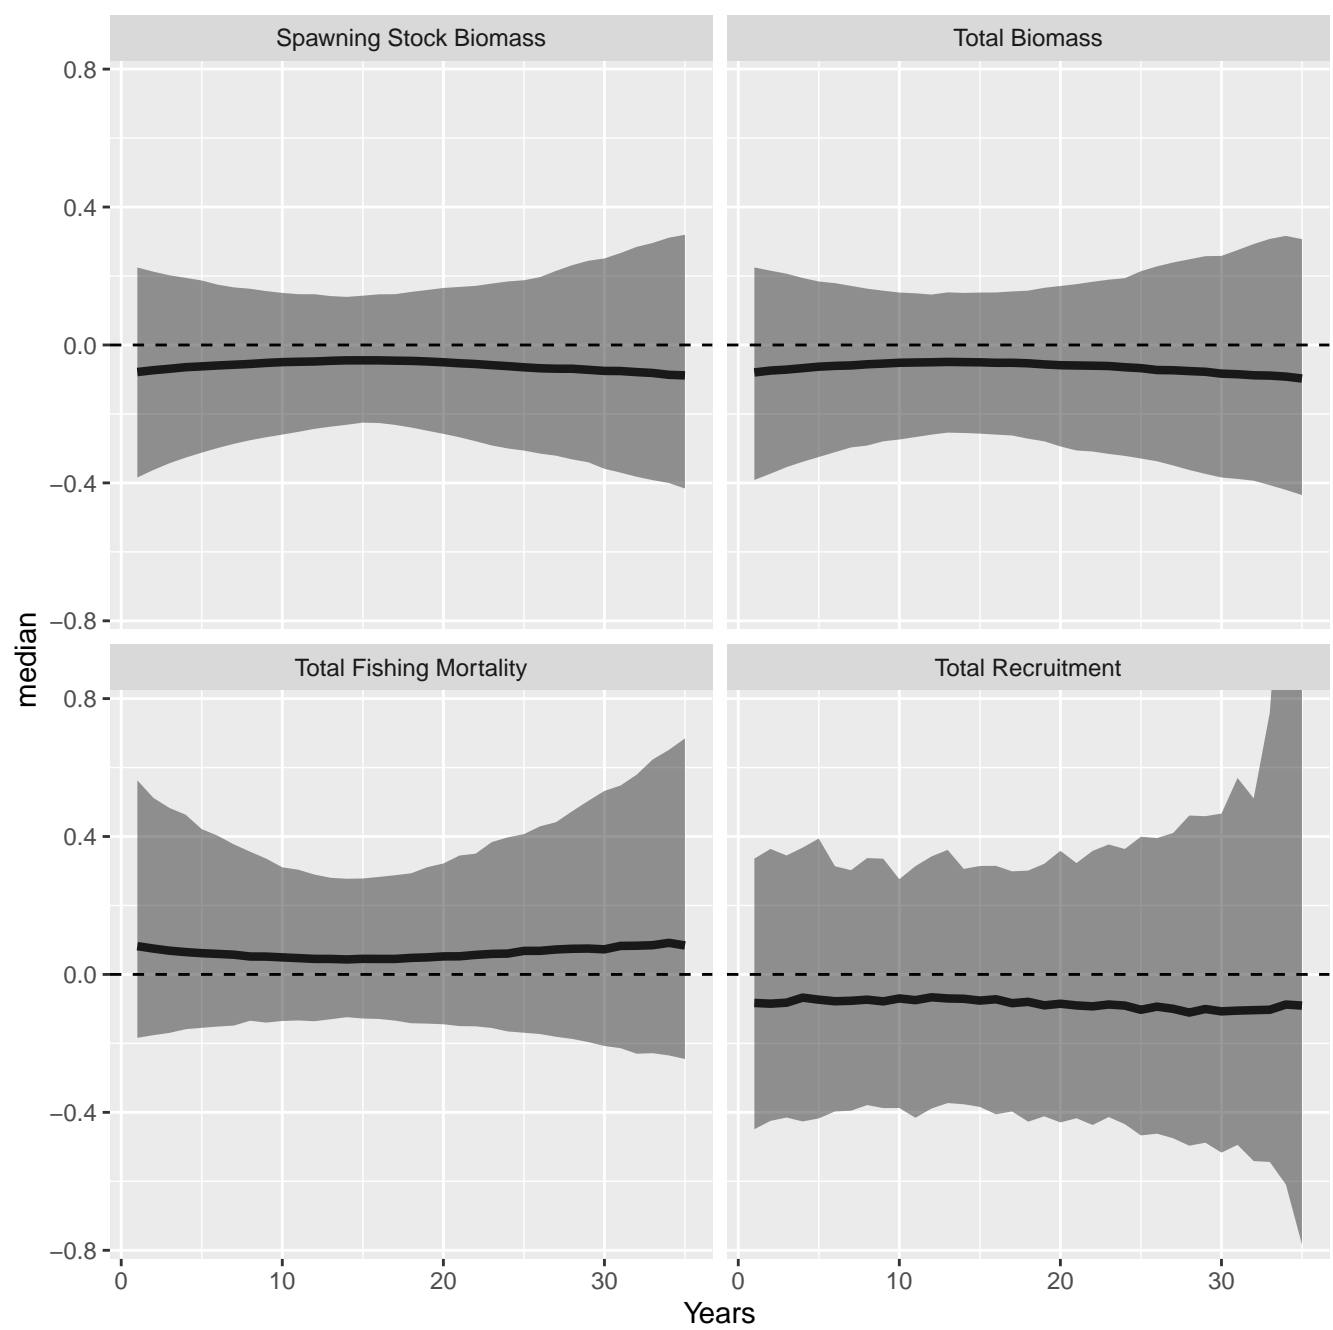 Spawning Stock Biomass
Total Biomass
0.8
0.4
0.0
−0.4
−0.8
median
Total Fishing Mortality
Total Recruitment
0.8
0.4
0.0
−0.4
−0.8
0 10 20 30
0 10 20 30
Years